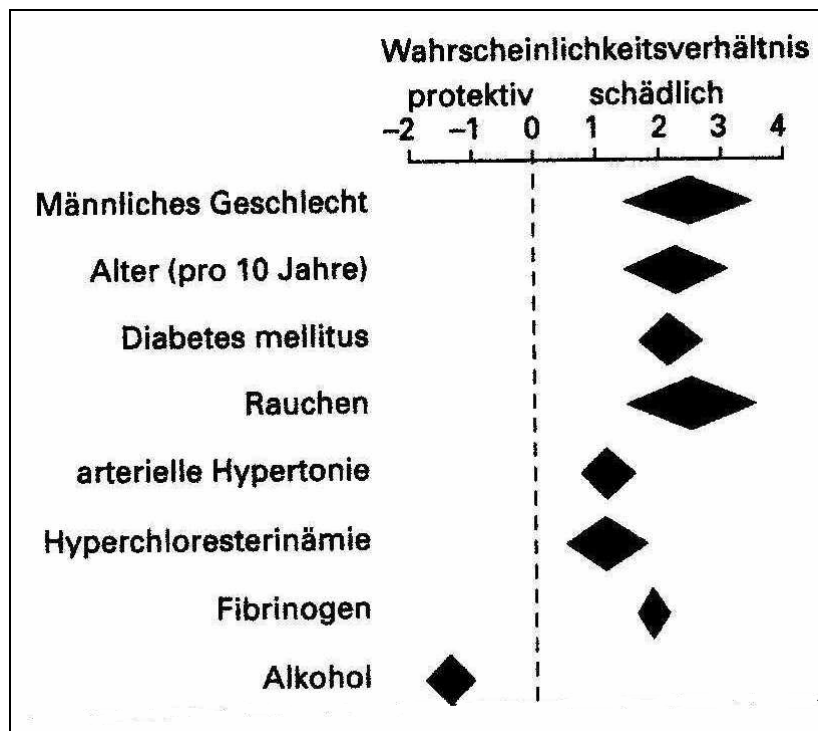 Wahrscheinlichkeitsverhältnis
protektiv schädlich
–2 –1 0 1 2 3 4
Männliches Geschlecht
Alter (pro 10 Jahre)
Diabetes mellitus
Rauchen
arterielle Hypertonie
Hyperchloresterinämie
Fibrinogen
Alkohol